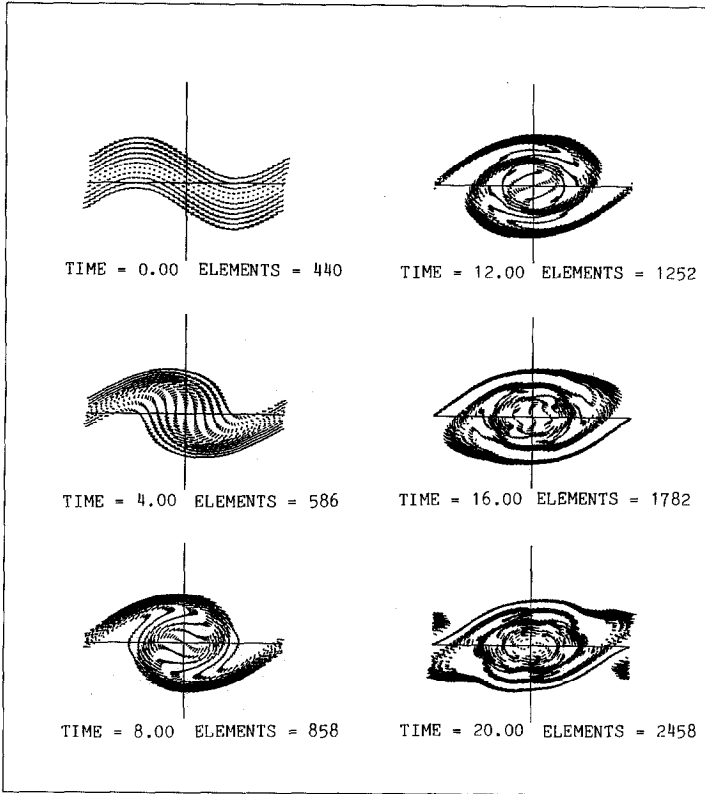 TIME = 0.00 ELEMENTS = 440
TIME = 12.00 ELEMENTS = 1252
TIME = 4.00 ELEMENTS = 586
TIME = 16.00 ELEMENTS = 1782
TIME = 8.00 ELEMENTS = 858
TIME = 20.00 ELEMENTS = 2458